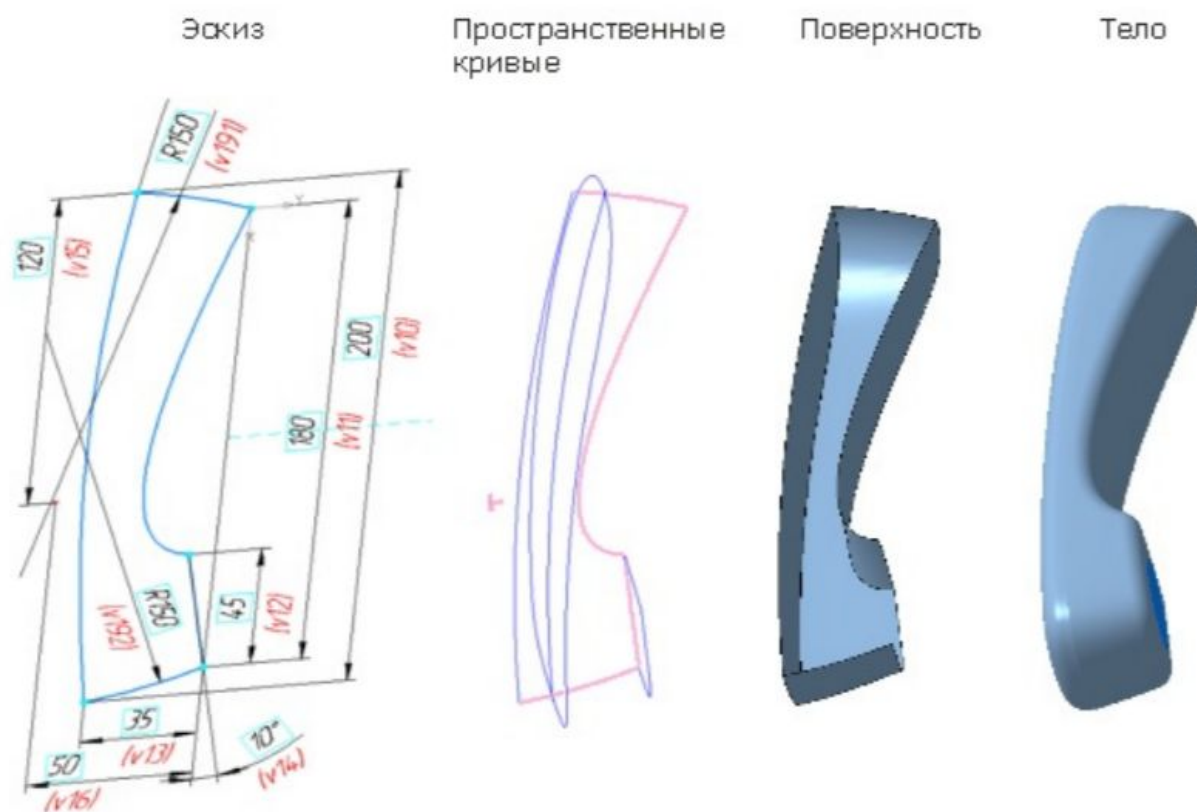 Эскиз
Пространственные
кривые
Поверхность
Тело
R150
(v191)
120
(v15)
200
(v10)
180
(v11)
R150
(v192)
45
(v12)
35
(v13)
10°
(v14)
50
(v16)
Y
X